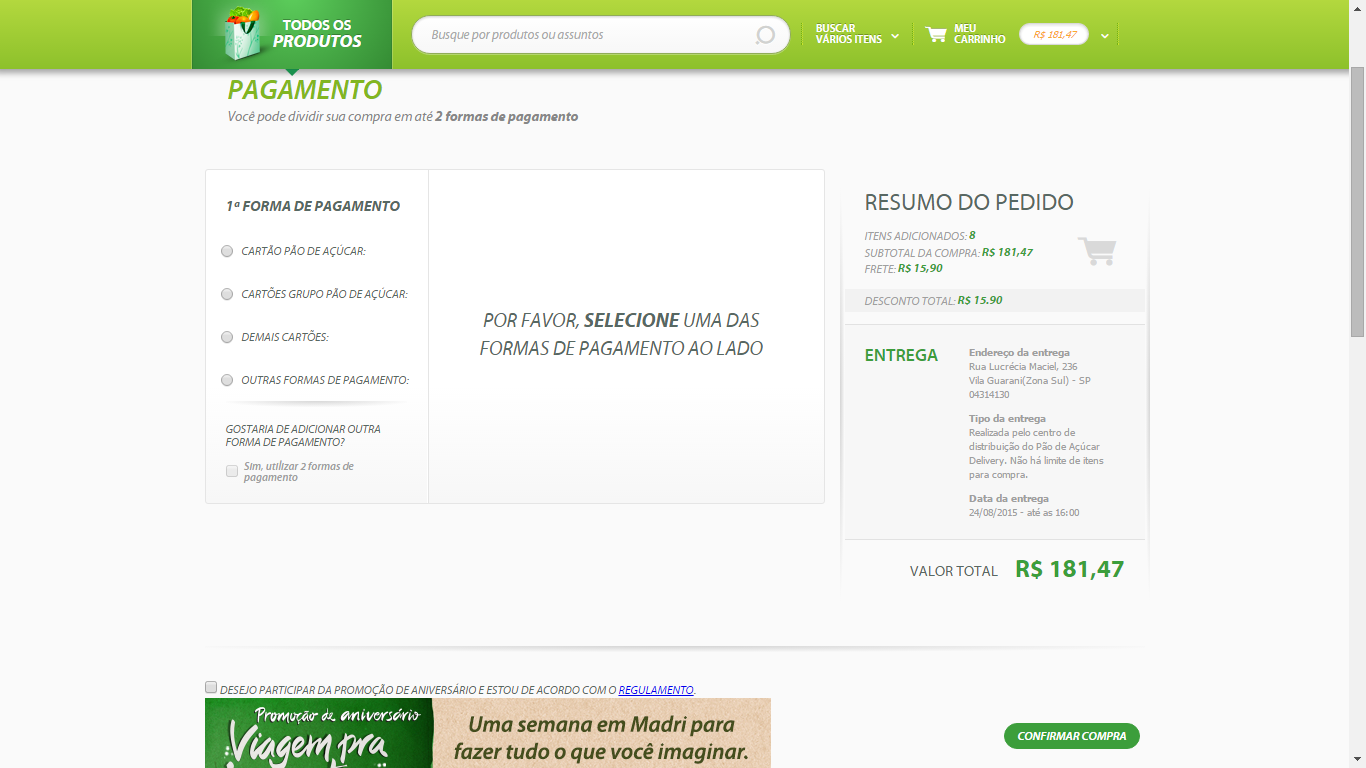 TODOS OS
PRODUTOS
Busque por produtos ou assuntos
BUSCAR
VÁRIOS ITENS
MEU
CARRINHO
R$ 181,47
PAGAMENTO
Você pode dividir sua compra em até 2 formas de pagamento
1ª FORMA DE PAGAMENTO
CARTÃO PÃO DE AÇÚCAR:
CARTÕES GRUPO PÃO DE AÇÚCAR:
DEMAIS CARTÕES:
OUTRAS FORMAS DE PAGAMENTO:
GOSTARIA DE ADICIONAR OUTRA
FORMA DE PAGAMENTO?
Sim, utilizar 2 formas de
pagamento
POR FAVOR, SELECIONE UMA DAS
FORMAS DE PAGAMENTO AO LADO
RESUMO DO PEDIDO
ITENS ADICIONADOS: 8
SUBTOTAL DA COMPRA: R$ 181,47
FRETE: R$ 15,90
DESCONTO TOTAL: R$ 15.90
ENTREGA
Endereço da entrega
Rua Lucrécia Maciel, 236
Vila Guarani(Zona Sul) - SP
04314130
Tipo da entrega
Realizada pelo centro de
distribuição do Pão de Açúcar
Delivery. Não há limite de itens
para compra.
Data da entrega
24/08/2015 - até as 16:00
VALOR TOTAL R$ 181,47
DESEJO PARTICIPAR DA PROMOÇÃO DE ANIVERSÁRIO E ESTOU DE ACORDO COM O REGULAMENTO.
Promoção de aniversário
Viagem pra
Uma semana em Madri para
fazer tudo o que você imaginar.
CONFIRMAR COMPRA